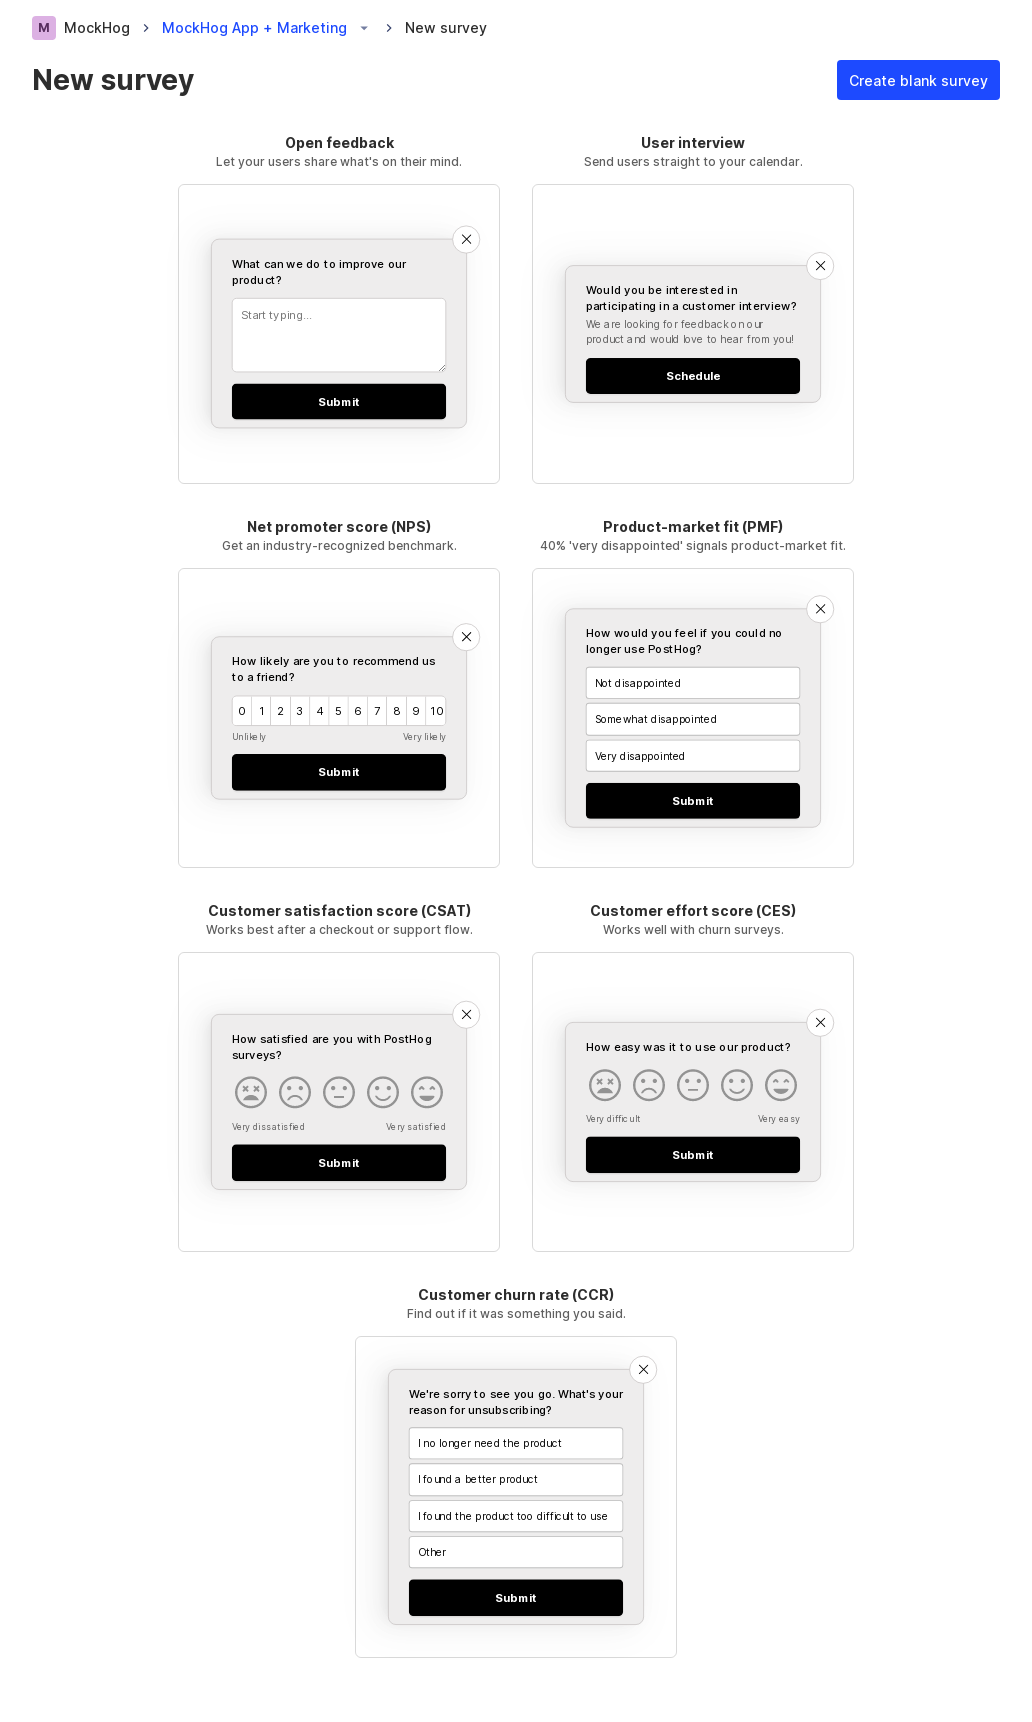 M MockHog MockHog App + Marketing New survey
New survey
Create blank survey
Open feedback
Let your users share what's on their mind.
What can we do to improve our
product?
Start typing...
Submit
User interview
Send users straight to your calendar.
Would you be interested in
participating in a customer interview?
We are looking for feedback on our
product and would love to hear from you!
Schedule
Net promoter score (NPS)
Get an industry-recognized benchmark.
How likely are you to recommend us
to a friend?
0 1 2 3 4 5 6 7 8 9 10
Unlikely Very likely
Submit
Product-market fit (PMF)
40% 'very disappointed' signals product-market fit.
How would you feel if you could no
longer use PostHog?
Not disappointed
Somewhat disappointed
Very disappointed
Submit
Customer satisfaction score (CSAT)
Works best after a checkout or support flow.
How satisfied are you with PostHog
surveys?
Very dissatisfied Very satisfied
Submit
Customer effort score (CES)
Works well with churn surveys.
How easy was it to use our product?
Very difficult Very easy
Submit
Customer churn rate (CCR)
Find out if it was something you said.
We're sorry to see you go. What's your
reason for unsubscribing?
I no longer need the product
I found a better product
I found the product too difficult to use
Other
Submit